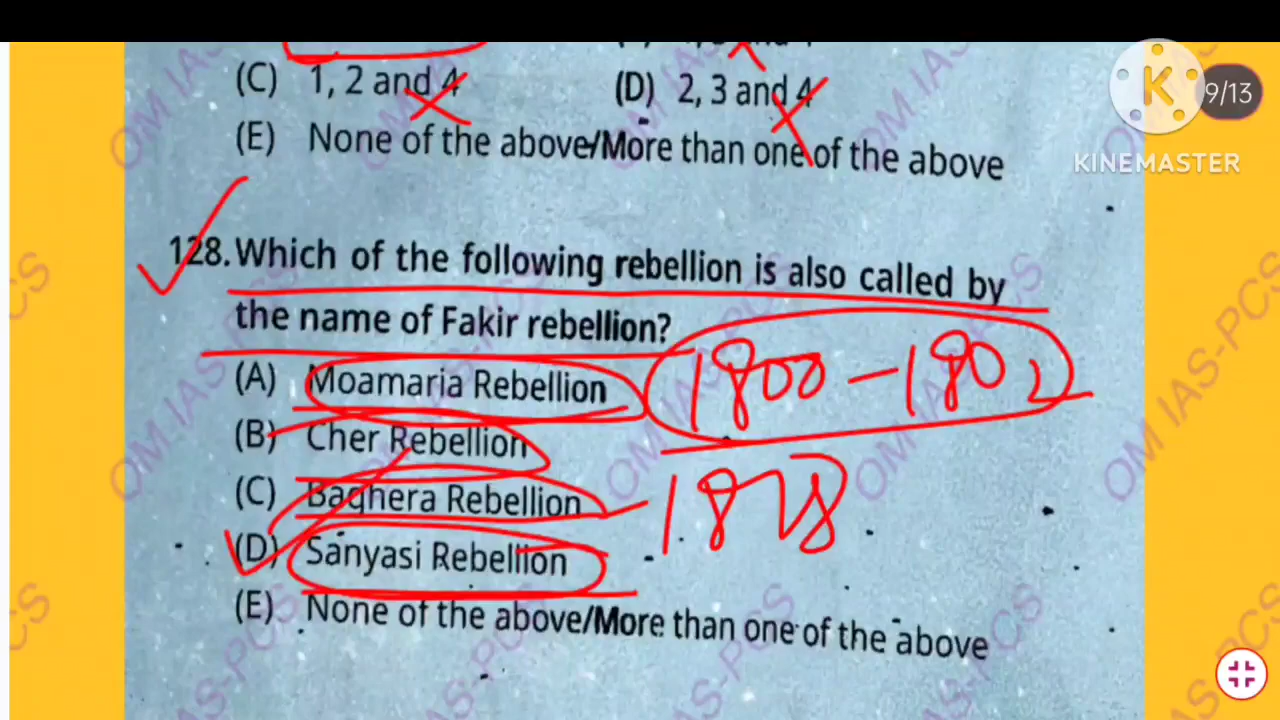 (C) 1, 2 and 4
(D) 2, 3 and 4
(E) None of the above/More than one of the above
9/13
KINEMASTER
128. Which of the following rebellion is also called by
the name of Fakir rebellion?
(A) Moamaria Rebellion
1800 - 1802
(B) Cher Rebellion
(C) Baghera Rebellion
1878
(D) Sanyasi Rebellion
(E) None of the above/More than one of the above
OM IAS-PCS